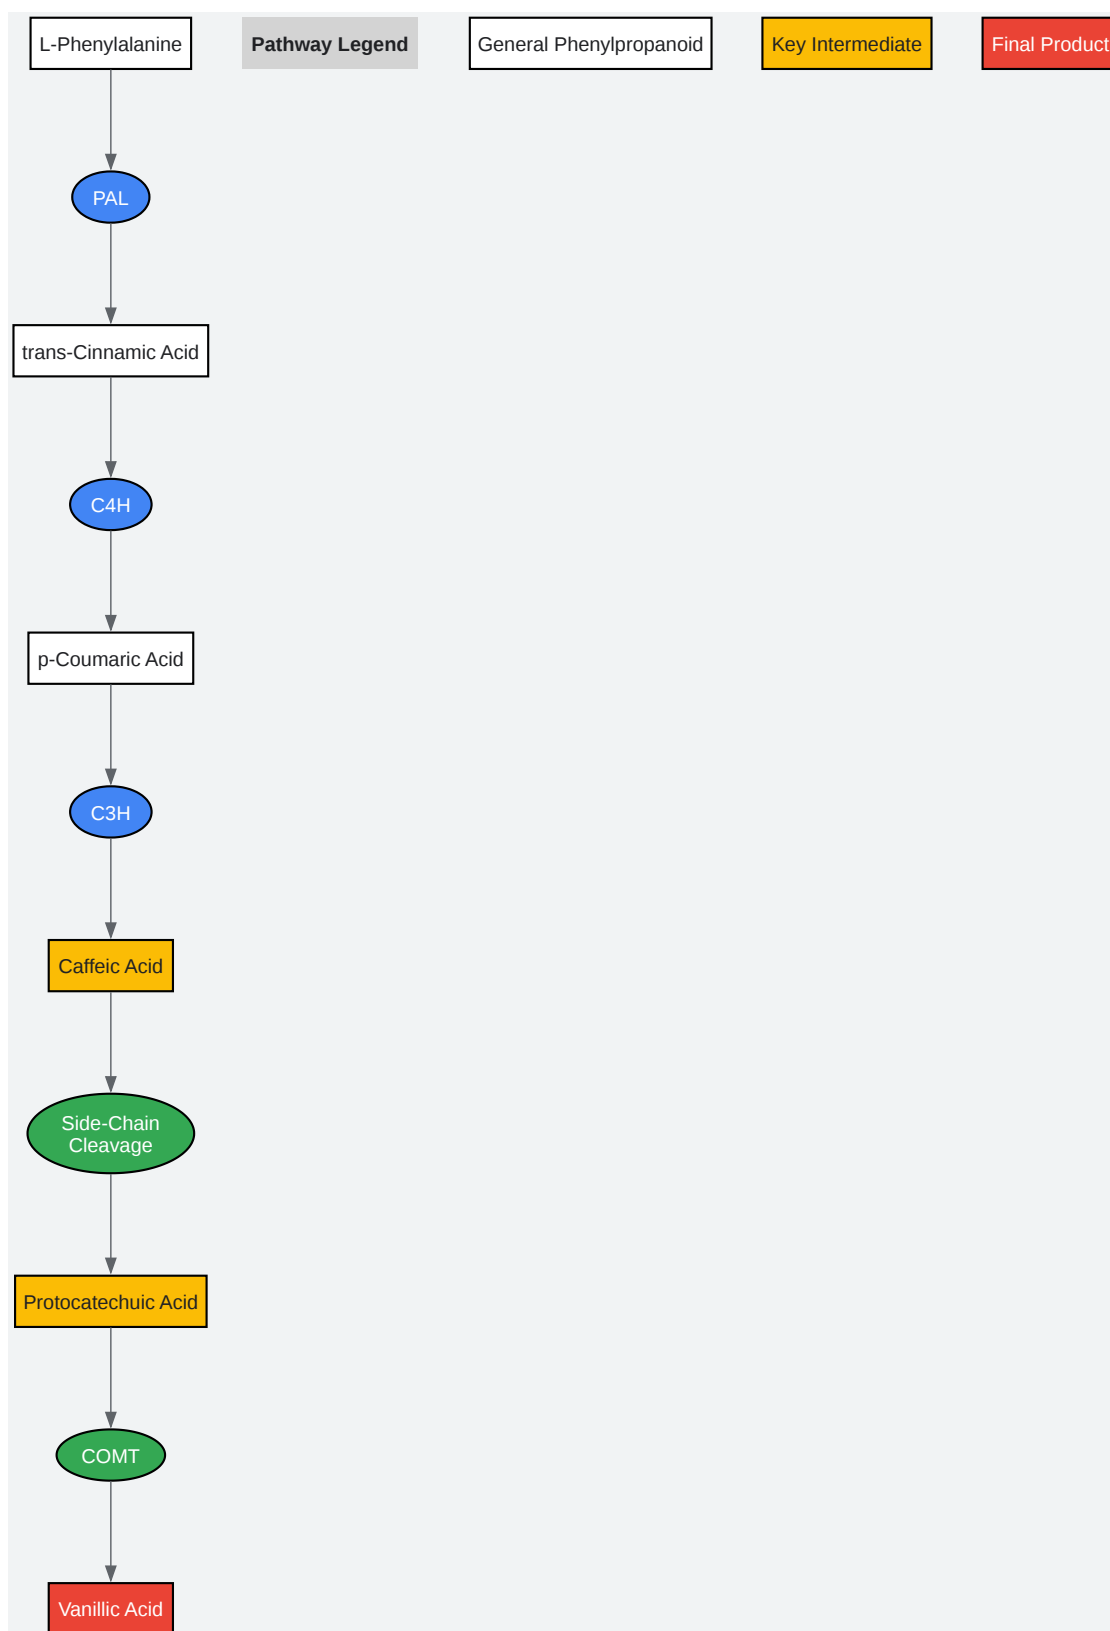 L-Phenylalanine
Pathway Legend
General Phenylpropanoid
Key Intermediate
Final Product
PAL
trans-Cinnamic Acid
C4H
p-Coumaric Acid
C3H
Caffeic Acid
Side-Chain
Cleavage
Protocatechuic Acid
COMT
Vanillic Acid